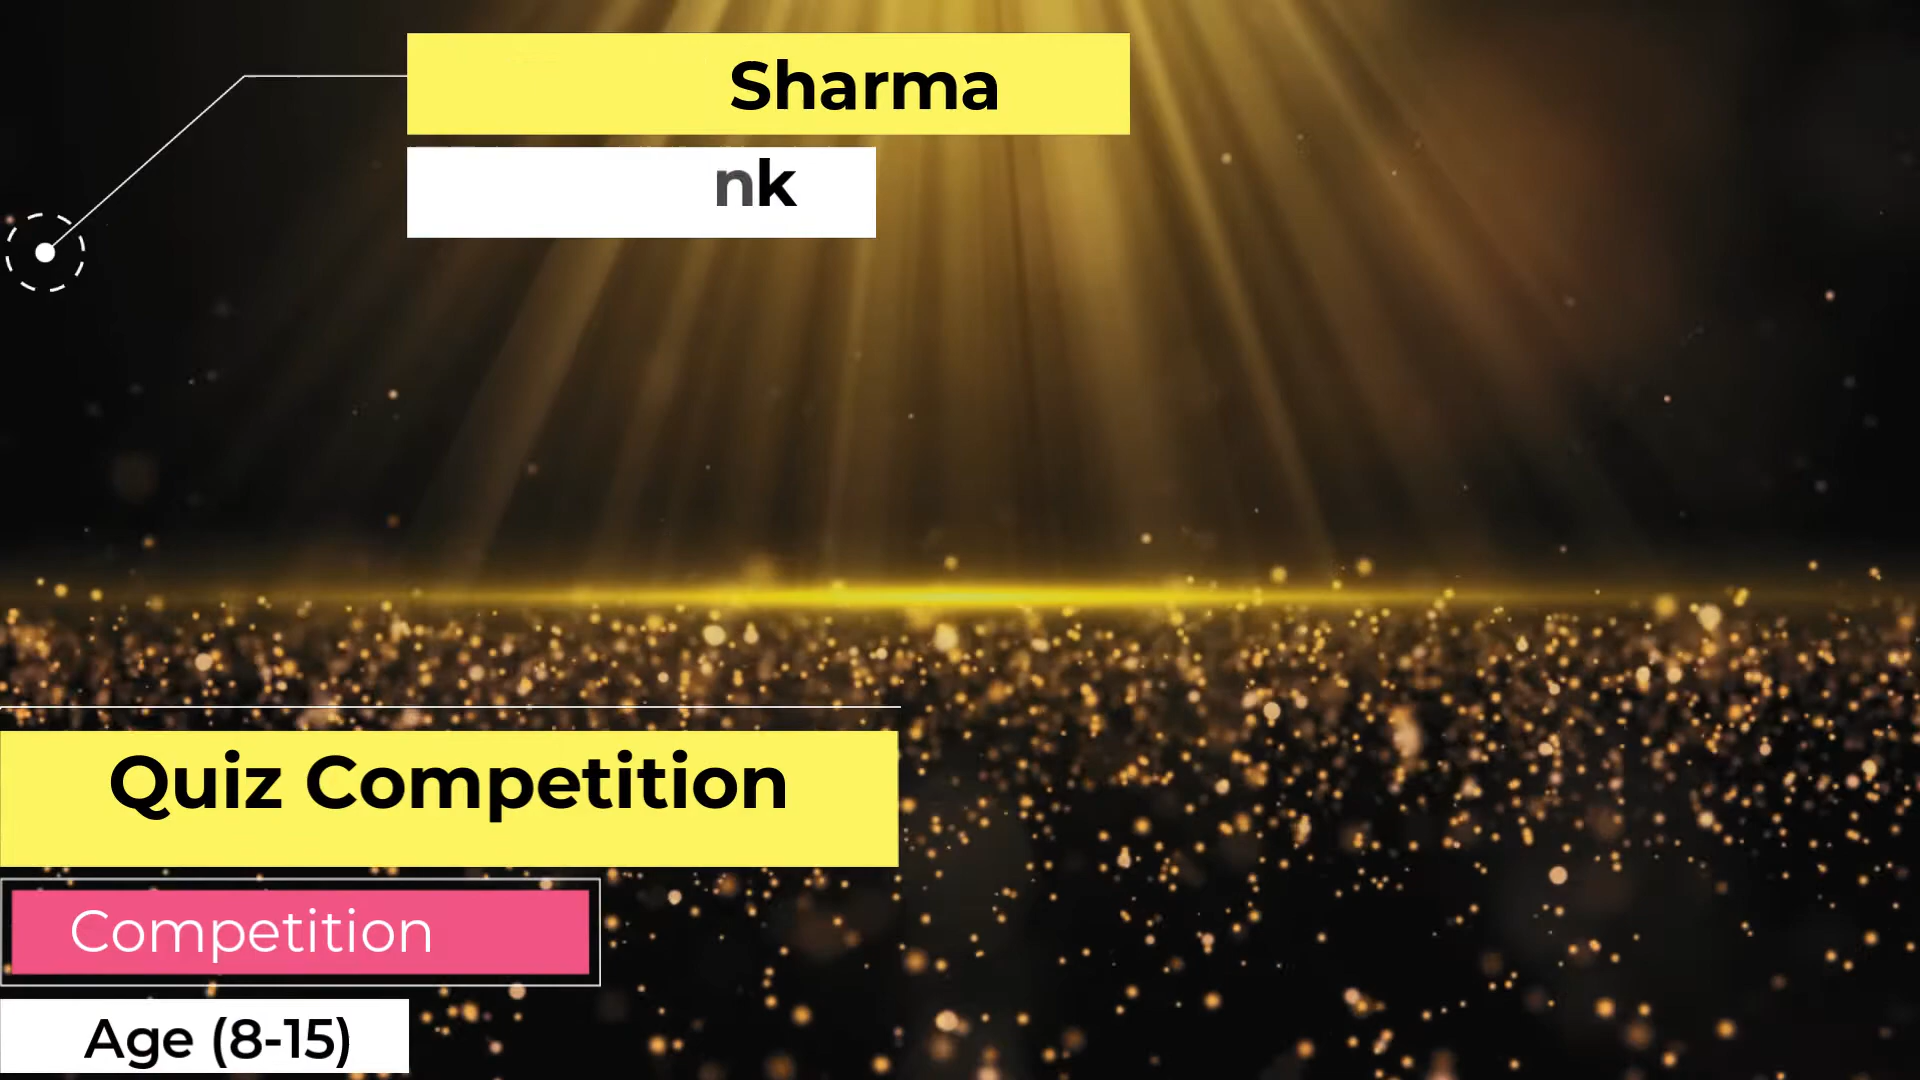 Sharma
nk
Quiz Competition
Competition
Age (8-15)